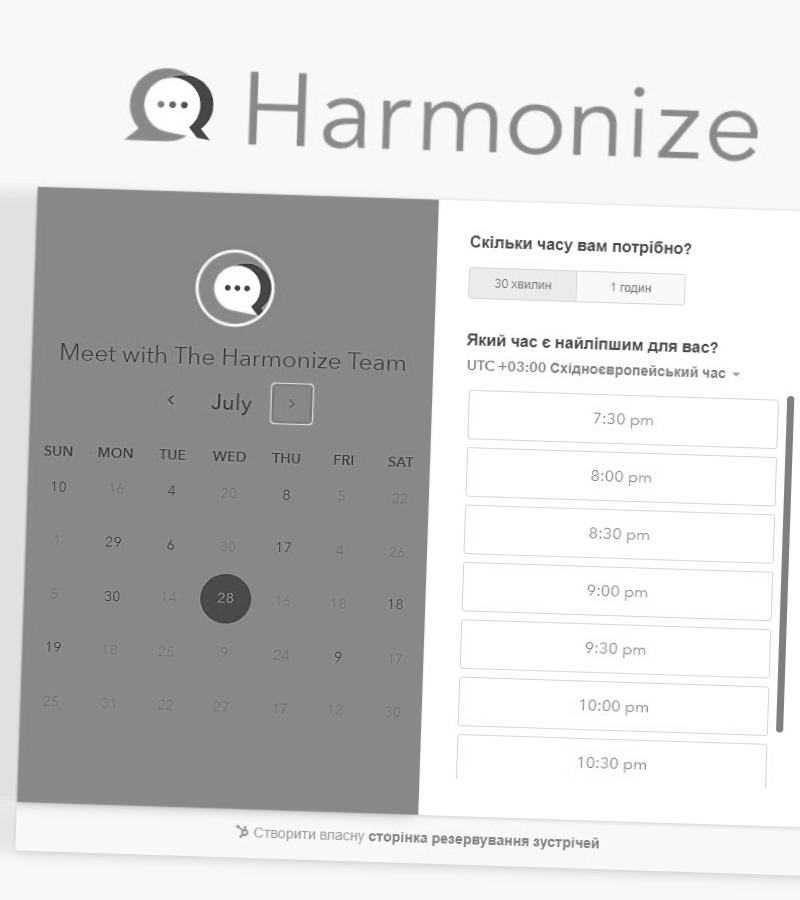 Harmonize
Meet with The Harmonize Team
July
SUN MON TUE WED THU FRI SAT
10 16 4 20 8 5 22
1 29 6 30 17 4 26
5 30 14 28 16 18 18
19 18 25 9 24 9 17
25 31 22 27 17 12 30
Скільки часу вам потрібно?
30 хвилин 1 годин
Який час є найліпшим для вас?
UTC +03:00 Східноєвропейський час
7:30 pm
8:00 pm
8:30 pm
9:00 pm
9:30 pm
10:00 pm
10:30 pm
Створити власну сторінка резервування зустрічей